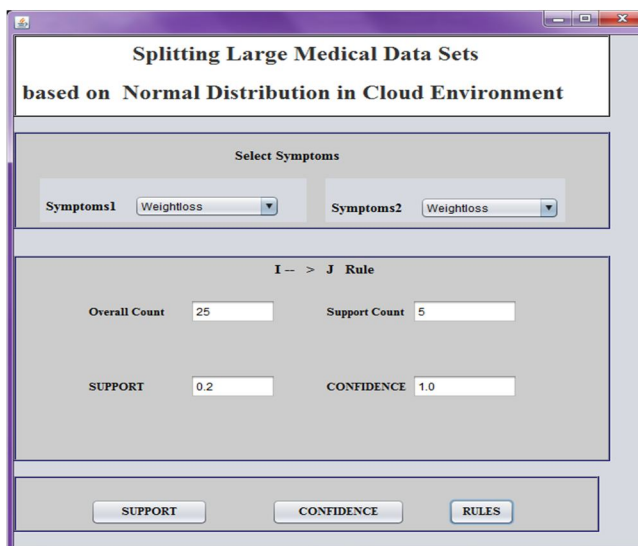 Splitting Large Medical Data Sets
based on Normal Distribution in Cloud Environment
Select Symptoms
Symptoms1 Weightloss Symptoms2 Weightloss
I -- > J Rule
Overall Count 25 Support Count 5
SUPPORT 0.2 CONFIDENCE 1.0
SUPPORT CONFIDENCE RULES